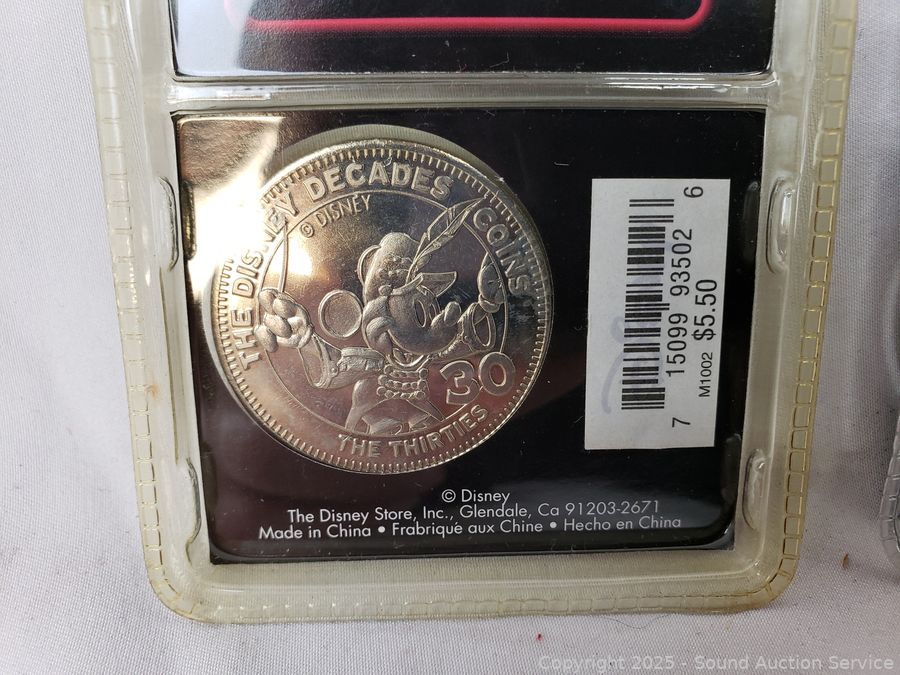 THE DISNEY DECADES COINS
© DISNEY
30
THE THIRTIES
7 15099 93502 6
M1002 $5.50
© Disney
The Disney Store, Inc., Glendale, Ca 91203-2671
Made in China • Frabriqué aux Chine • Hecho en China
Copyright 2025 - Sound Auction Service